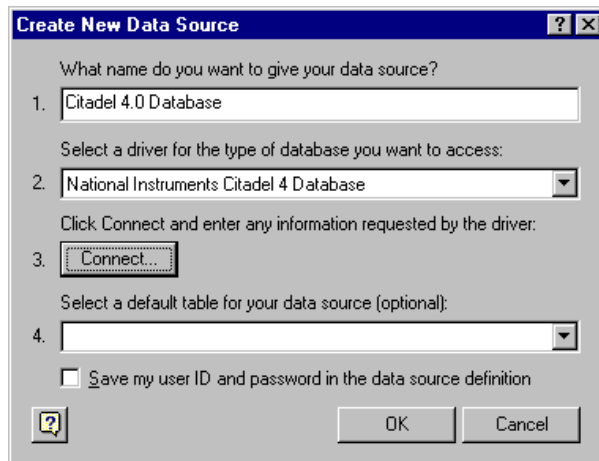 Create New Data Source
What name do you want to give your data source?
1. Citadel 4.0 Database
Select a driver for the type of database you want to access:
2. National Instruments Citadel 4 Database
Click Connect and enter any information requested by the driver:
3. Connect...
Select a default table for your data source (optional):
4.
Save my user ID and password in the data source definition
OK Cancel